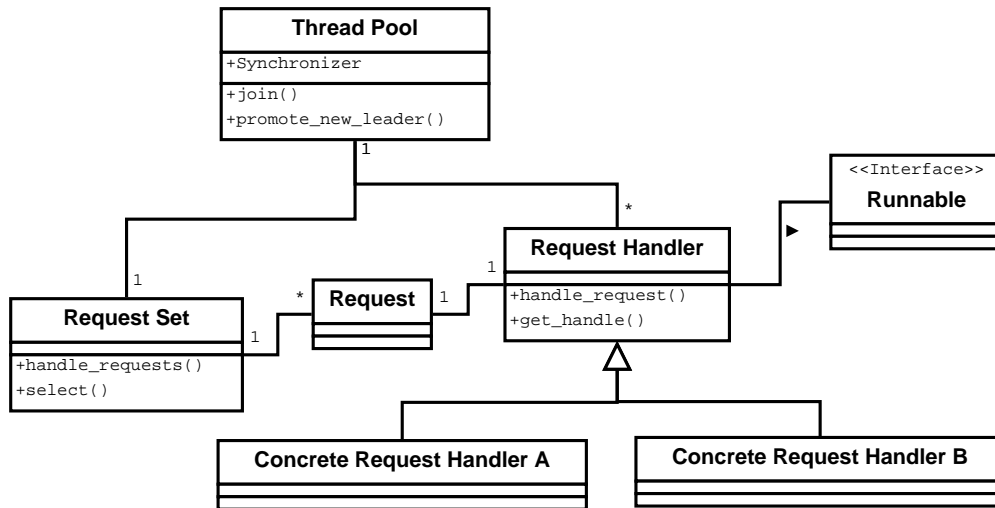 Thread Pool
+Synchronizer
+join()
+promote_new_leader()
1
<<Interface>>
Runnable
*
Request Handler
+handle_request()
+get_handle()
1
1
Request
*
1
Request Set
1
+handle_requests()
+select()
Concrete Request Handler A
Concrete Request Handler B